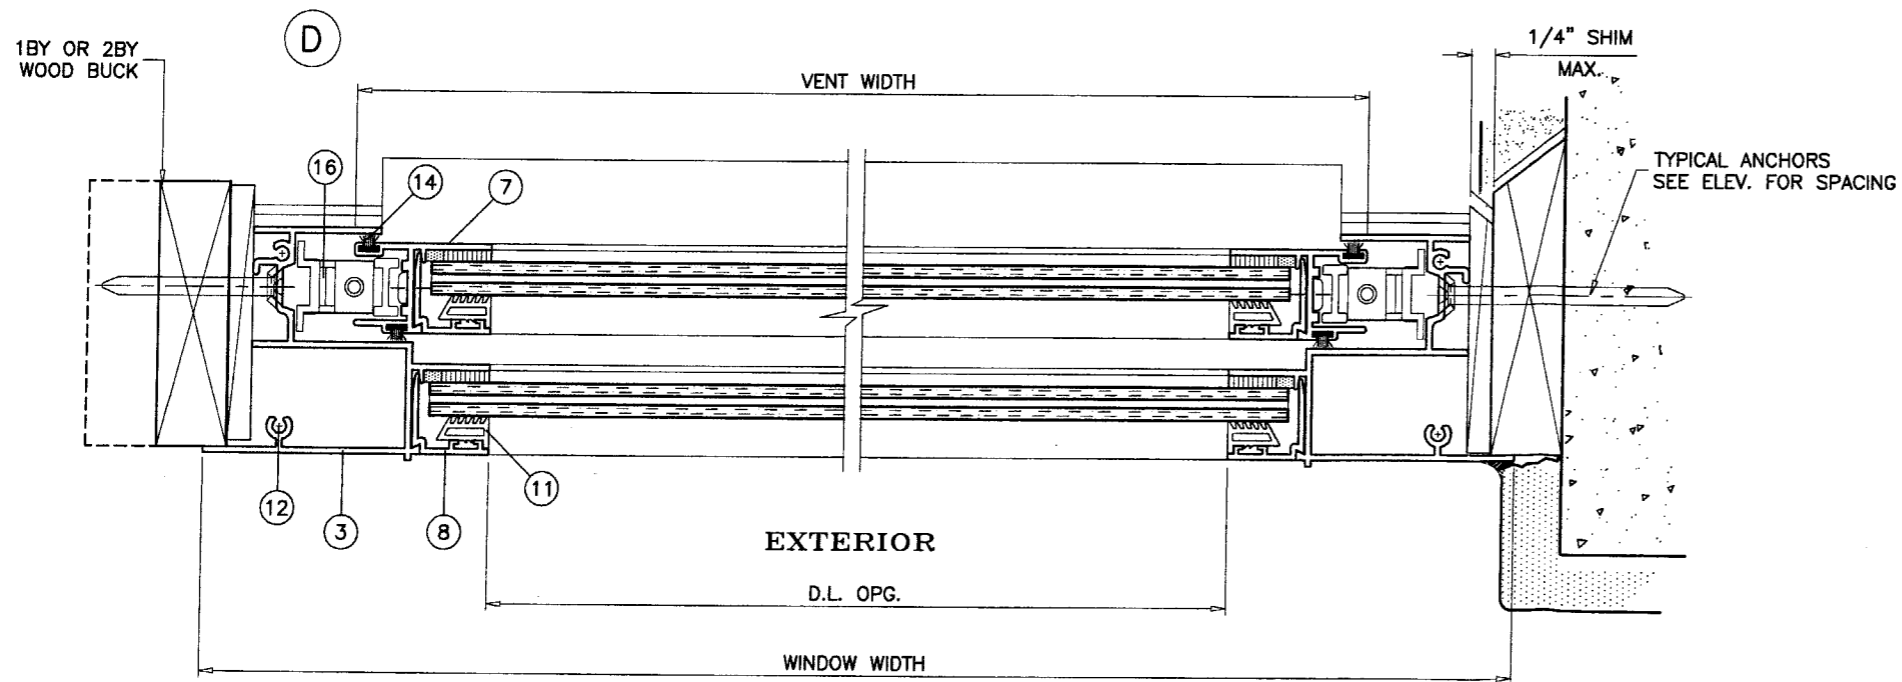 1BY OR 2BY
WOOD BUCK
D
1/4" SHIM
MAX.
VENT WIDTH
TYPICAL ANCHORS
SEE ELEV. FOR SPACING
16
14
7
12
3
8
11
EXTERIOR
D.L. OPG.
WINDOW WIDTH